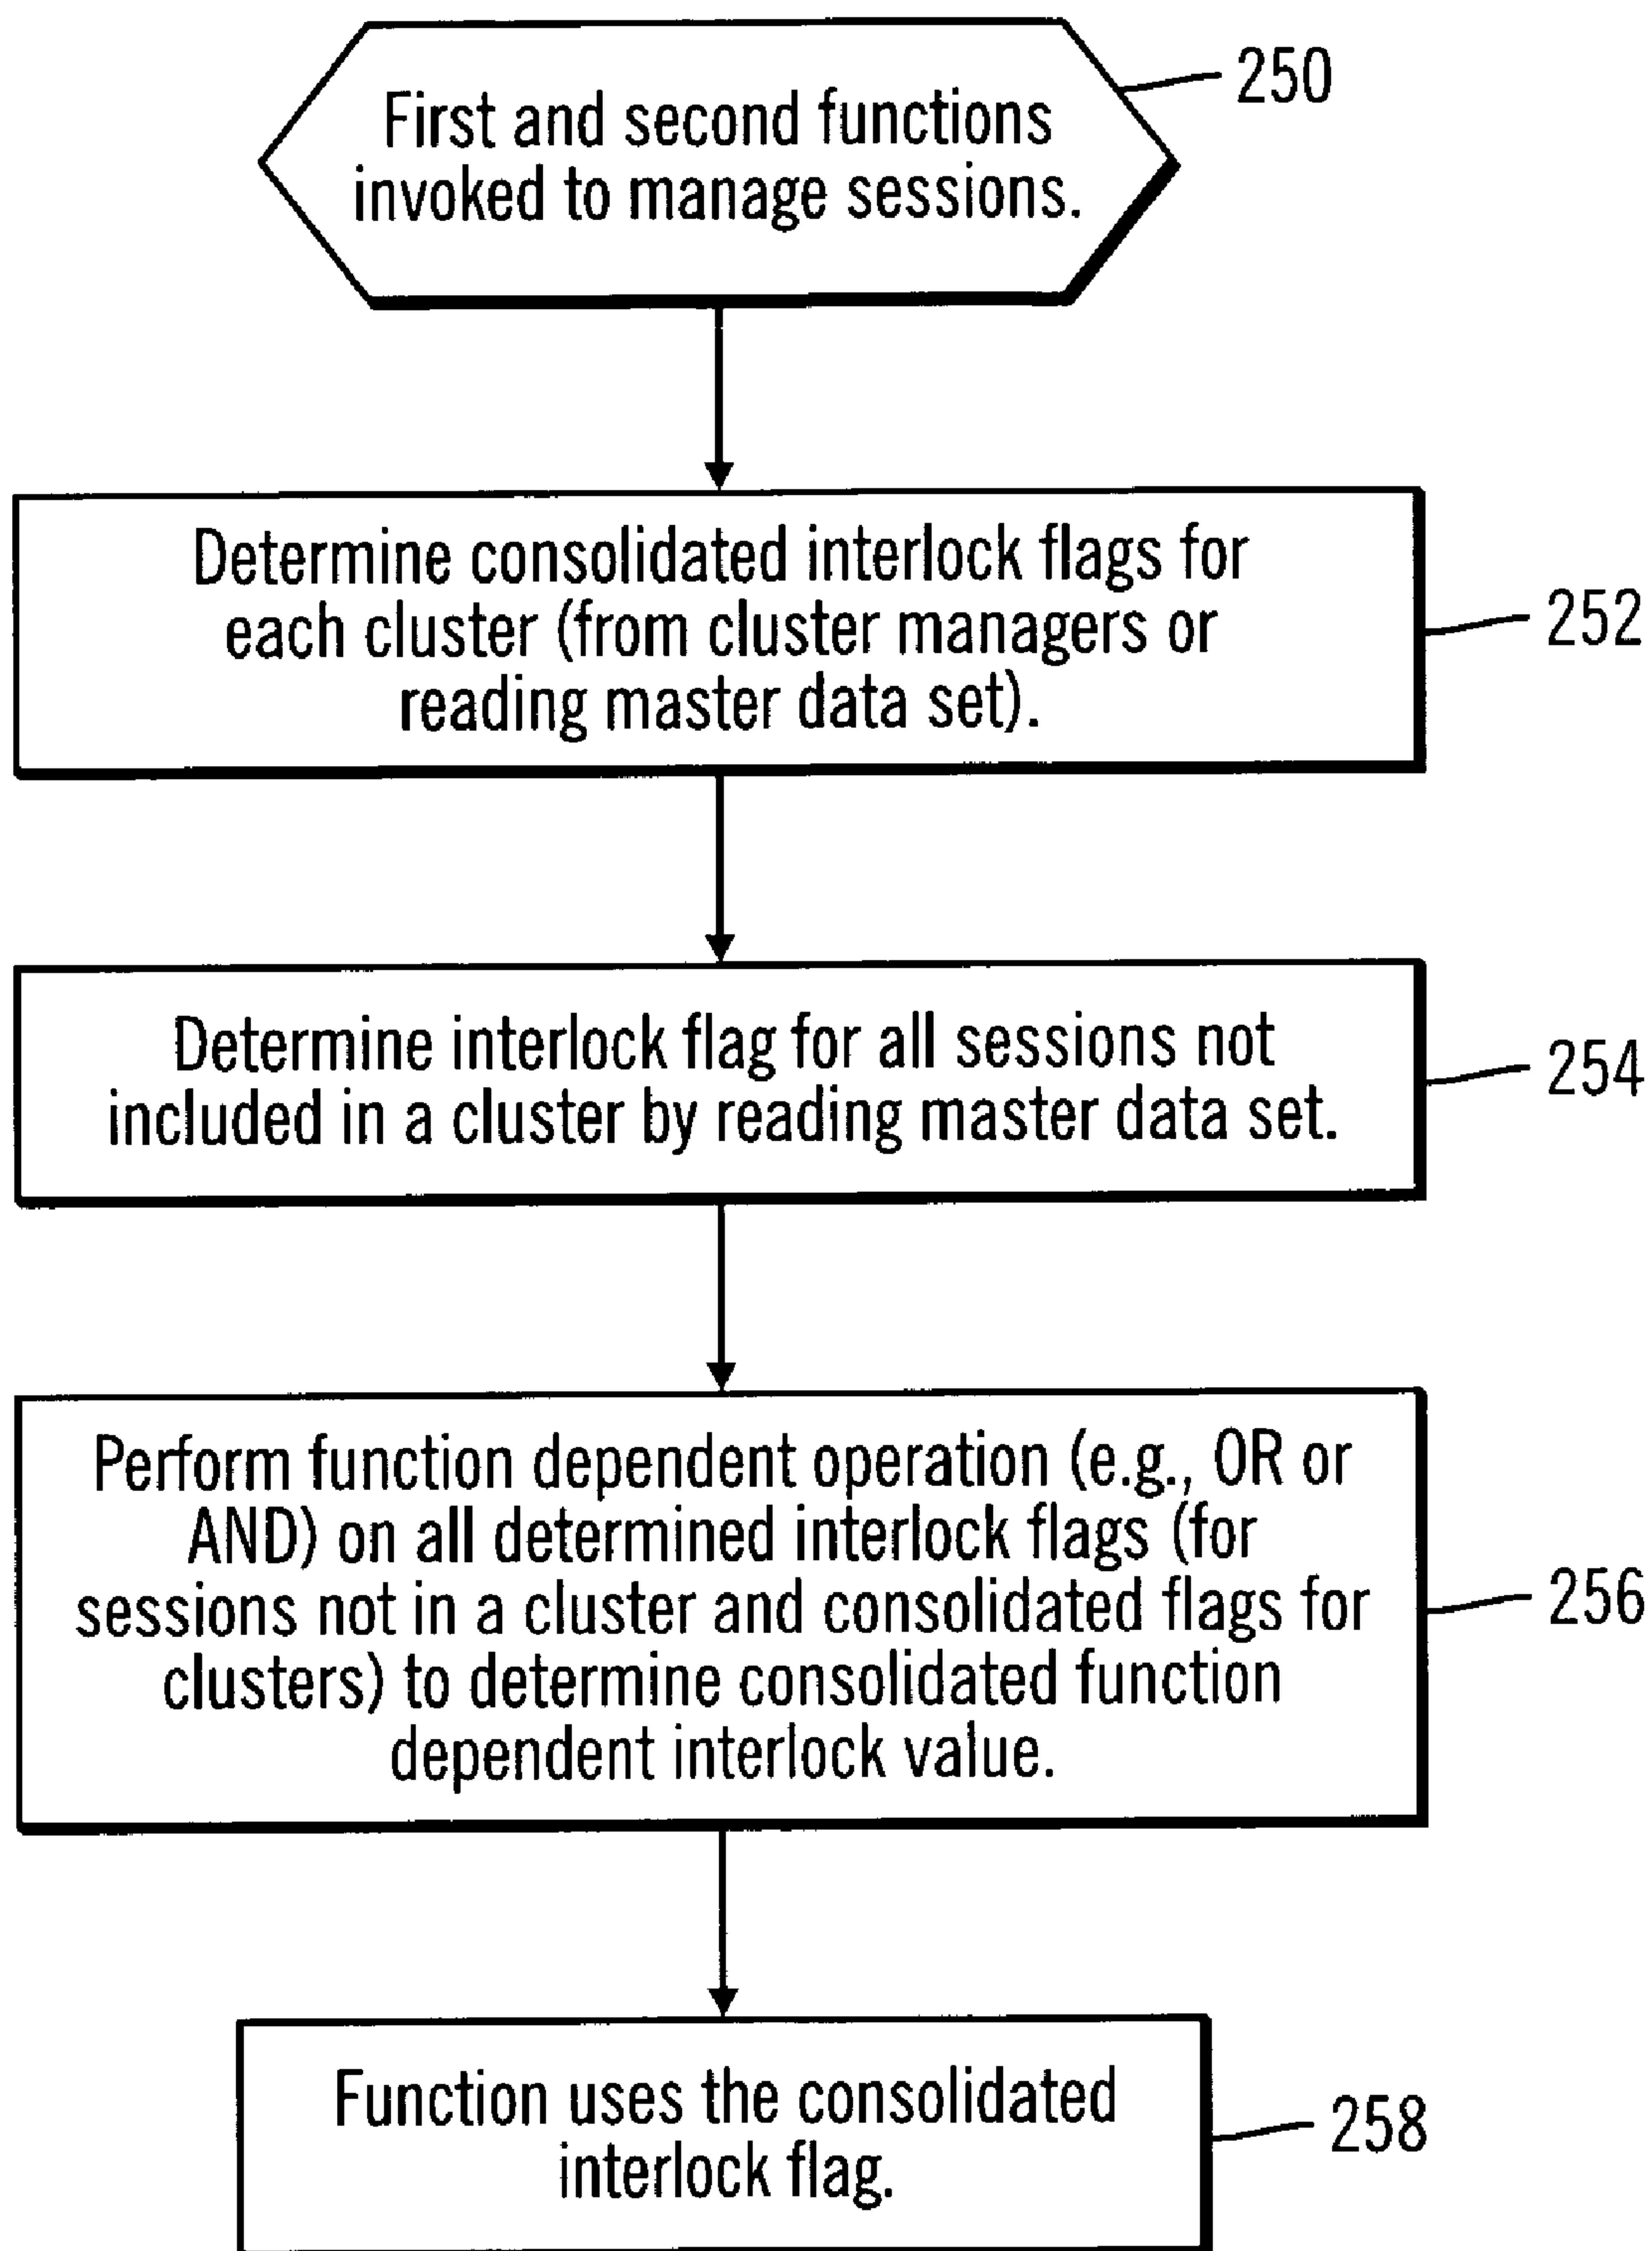 First and second functions
invoked to manage sessions.
250
Determine consolidated interlock flags for
each cluster (from cluster managers or
reading master data set).
252
Determine interlock flag for all sessions not
included in a cluster by reading master data set.
254
Perform function dependent operation (e.g., OR or
AND) on all determined interlock flags (for
sessions not in a cluster and consolidated flags for
clusters) to determine consolidated function
dependent interlock value.
256
Function uses the consolidated
interlock flag.
258